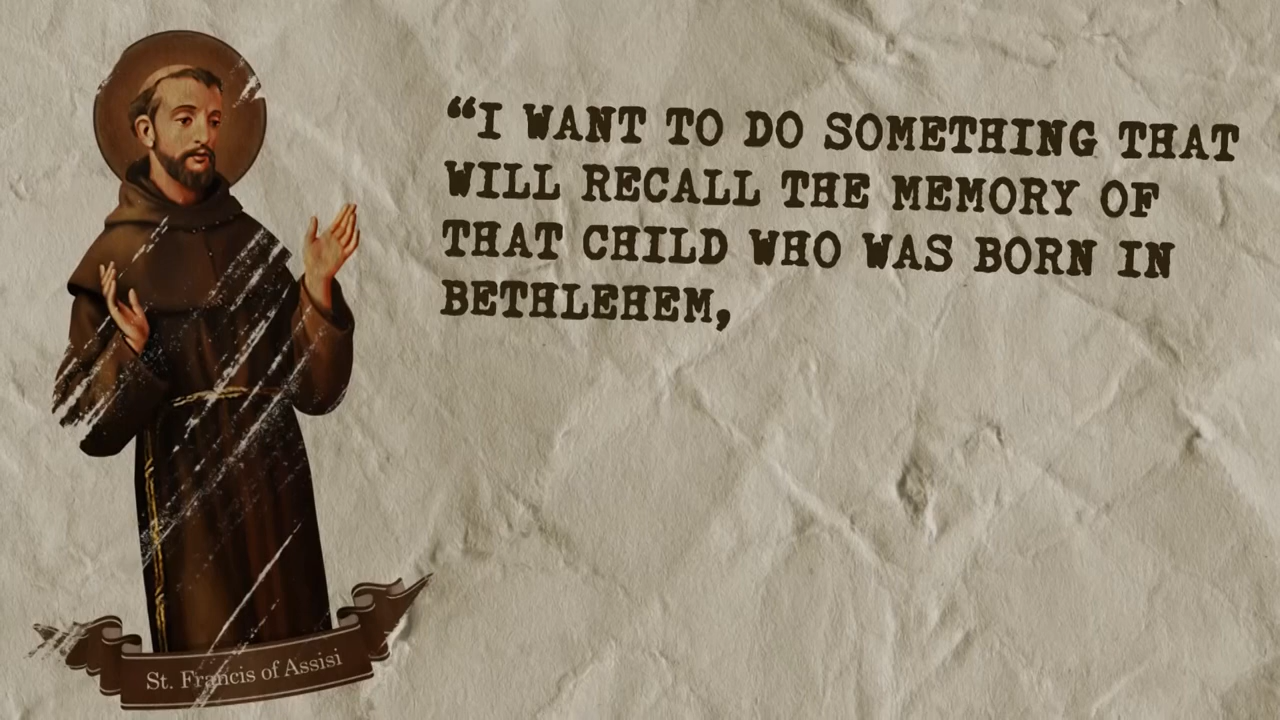 “I WANT TO DO SOMETHING THAT
WILL RECALL THE MEMORY OF
THAT CHILD WHO WAS BORN IN
BETHLEHEM,
St. Francis of Assisi